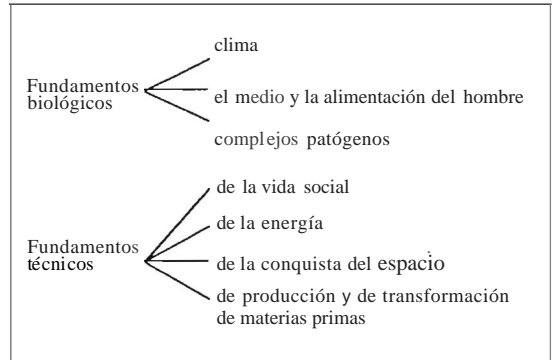 clima
Fundamentos
biológicos
el medio y la alimentación del hombre
complejos patógenos
de la vida social
de la energía
Fundamentos
técnicos
de la conquista del espacio
de producción y de transformación
de materias primas